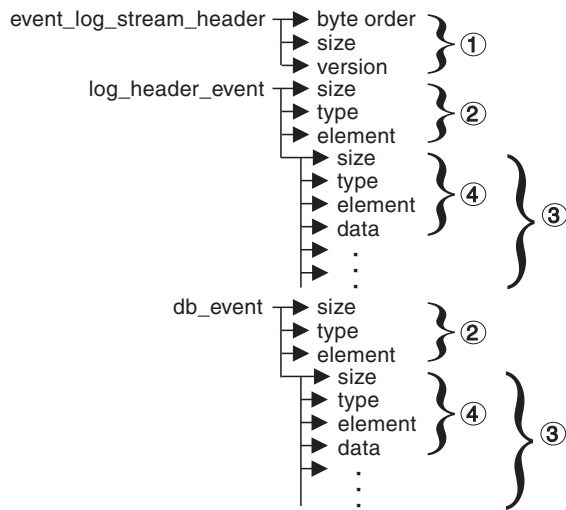 event_log_stream_header byte order
size ①
version
log_header_event size
type ②
element
size
type
element ④ ③
data
db_event size
type ②
element
size
type
element ④
data ③